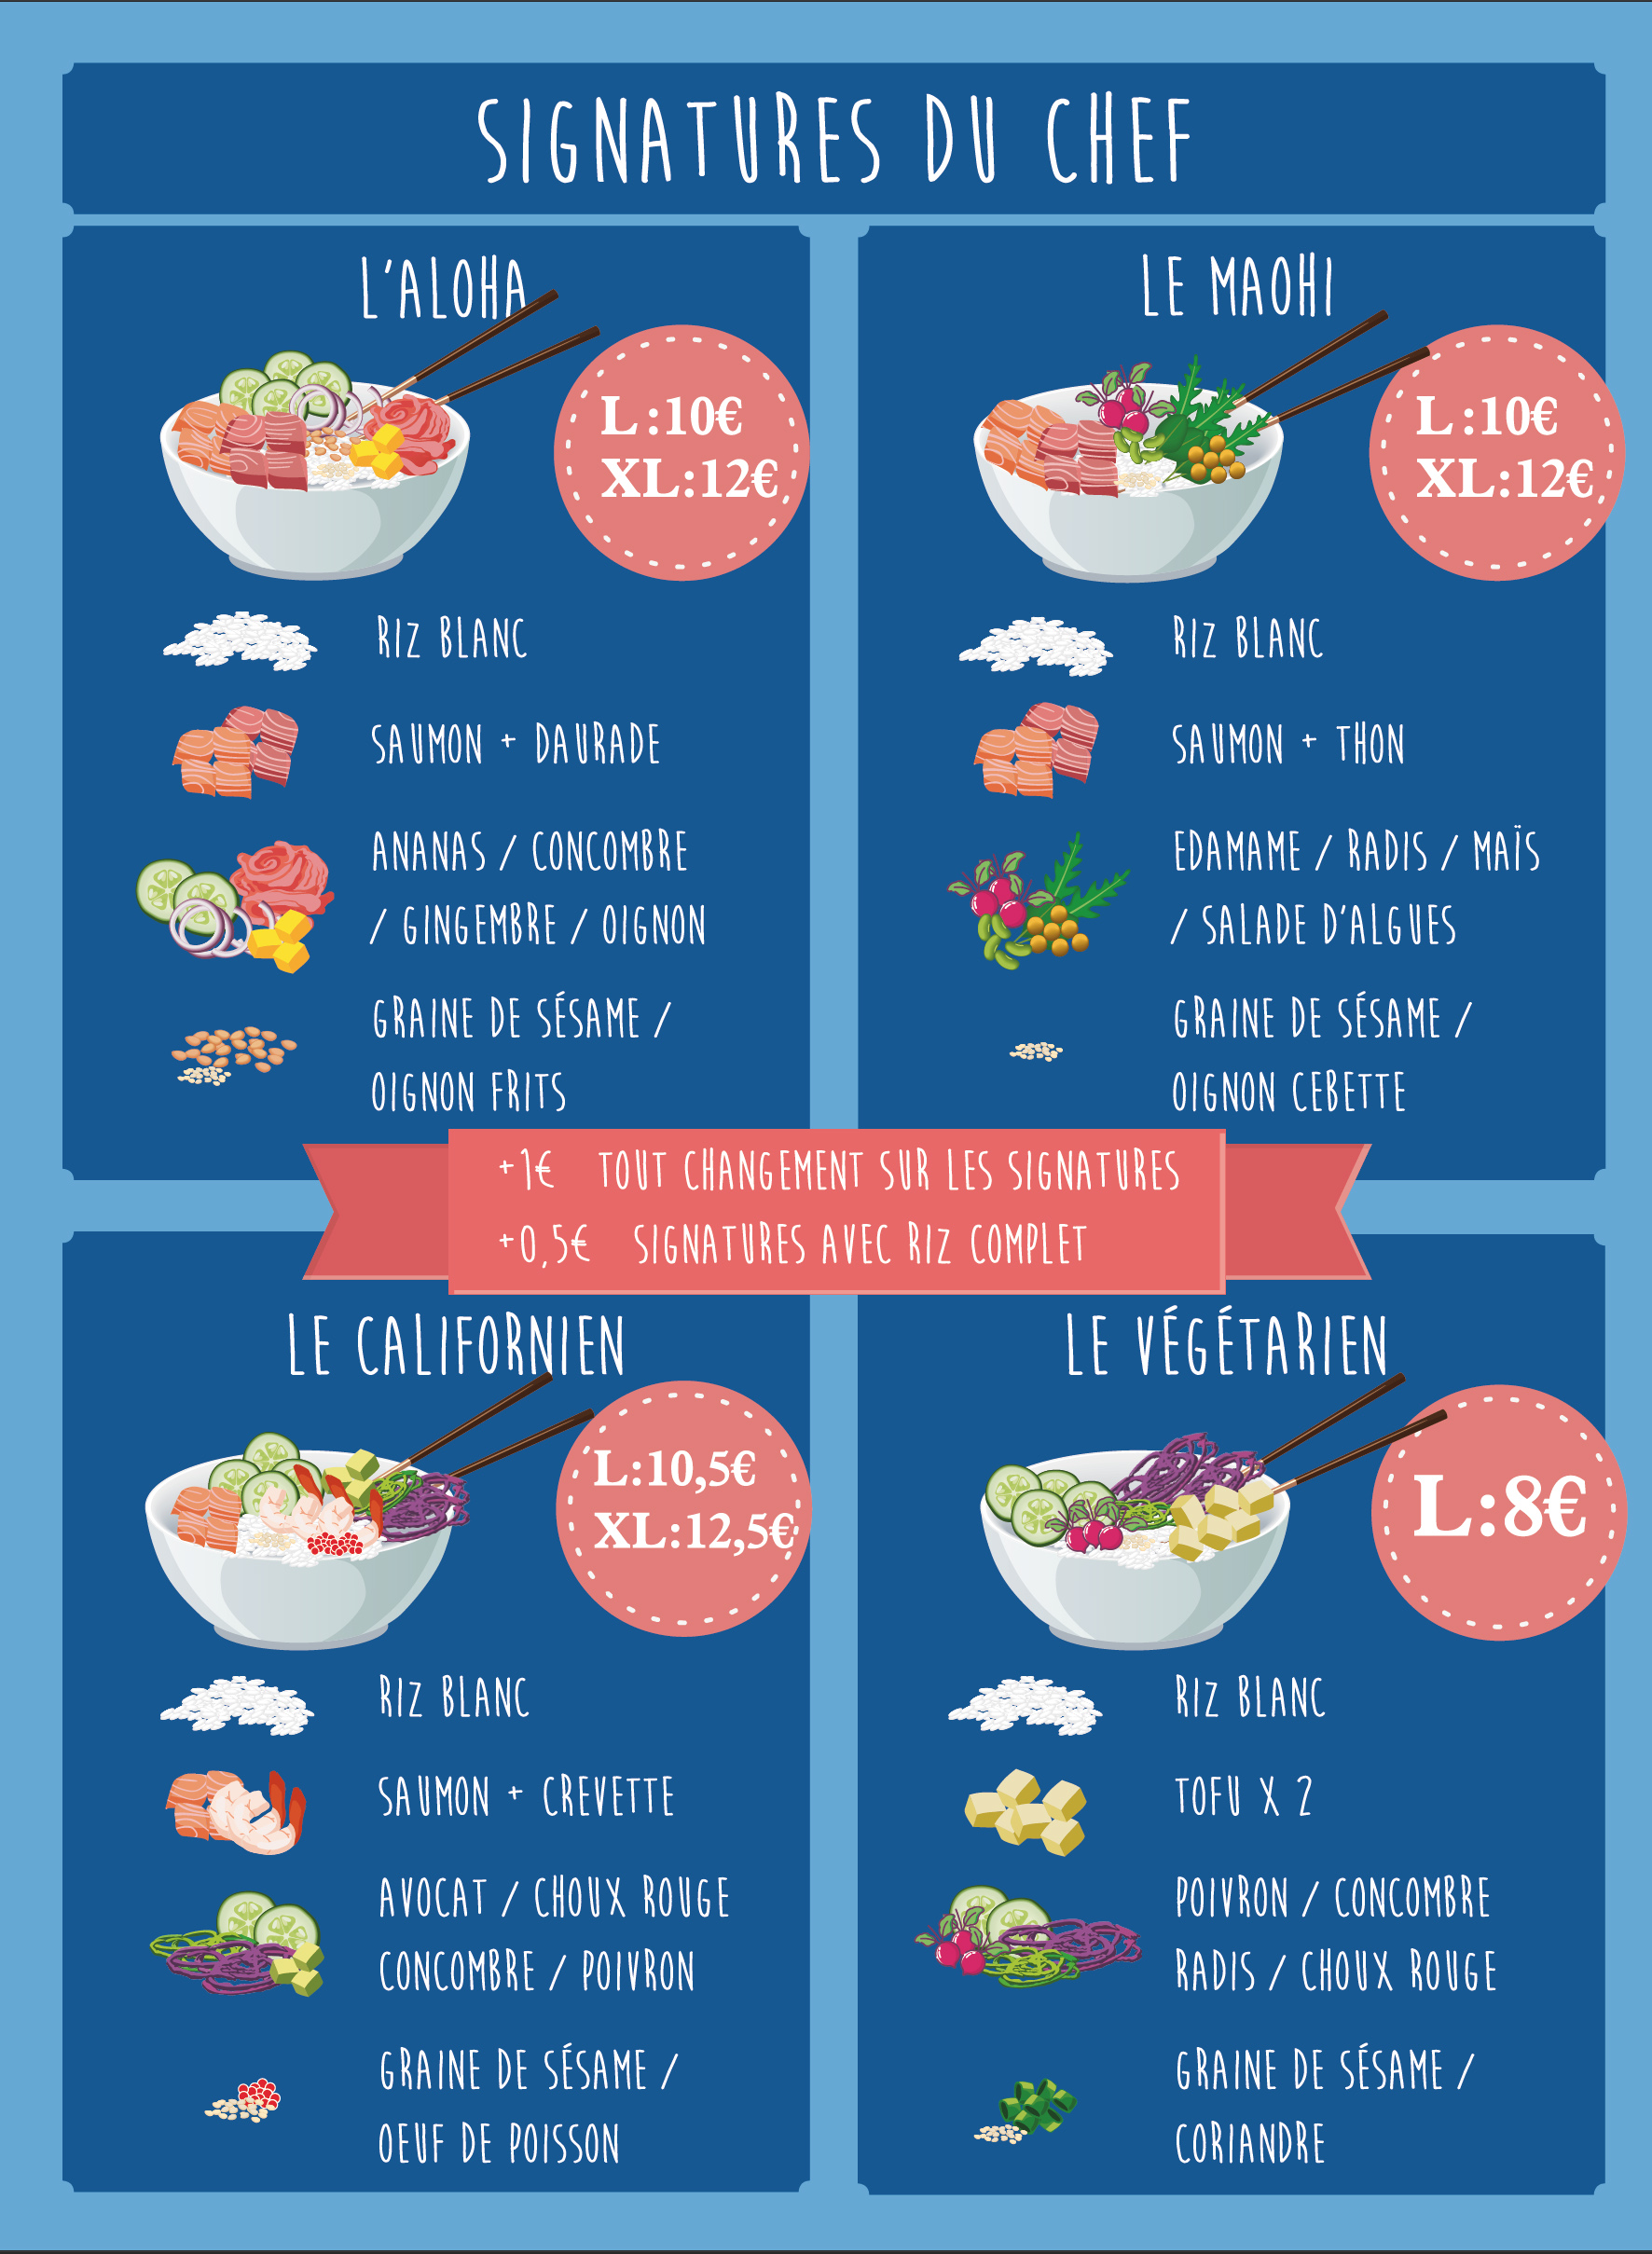 SIGNATURES DU CHEF
L'ALOHA
L:10€
XL:12€
RIZ BLANC
SAUMON + DAURADE
ANANAS / CONCOMBRE
/ GINGEMBRE / OIGNON
GRAINE DE SÉSAME /
OIGNON FRITS
LE MAOHI
L:10€
XL:12€
RIZ BLANC
SAUMON + THON
EDAMAME / RADIS / MAÏS
/ SALADE D'ALGUES
GRAINE DE SÉSAME /
OIGNON CEBETTE
+1€ TOUT CHANGEMENT SUR LES SIGNATURES
+0,5€ SIGNATURES AVEC RIZ COMPLET
LE CALIFORNIEN
L:10,5€
XL:12,5€
RIZ BLANC
SAUMON + CREVETTE
AVOCAT / CHOUX ROUGE
CONCOMBRE / POIVRON
GRAINE DE SÉSAME /
OEUF DE POISSON
LE VÉGÉTARIEN
L:8€
RIZ BLANC
TOFU X 2
POIVRON / CONCOMBRE
RADIS / CHOUX ROUGE
GRAINE DE SÉSAME /
CORIANDRE